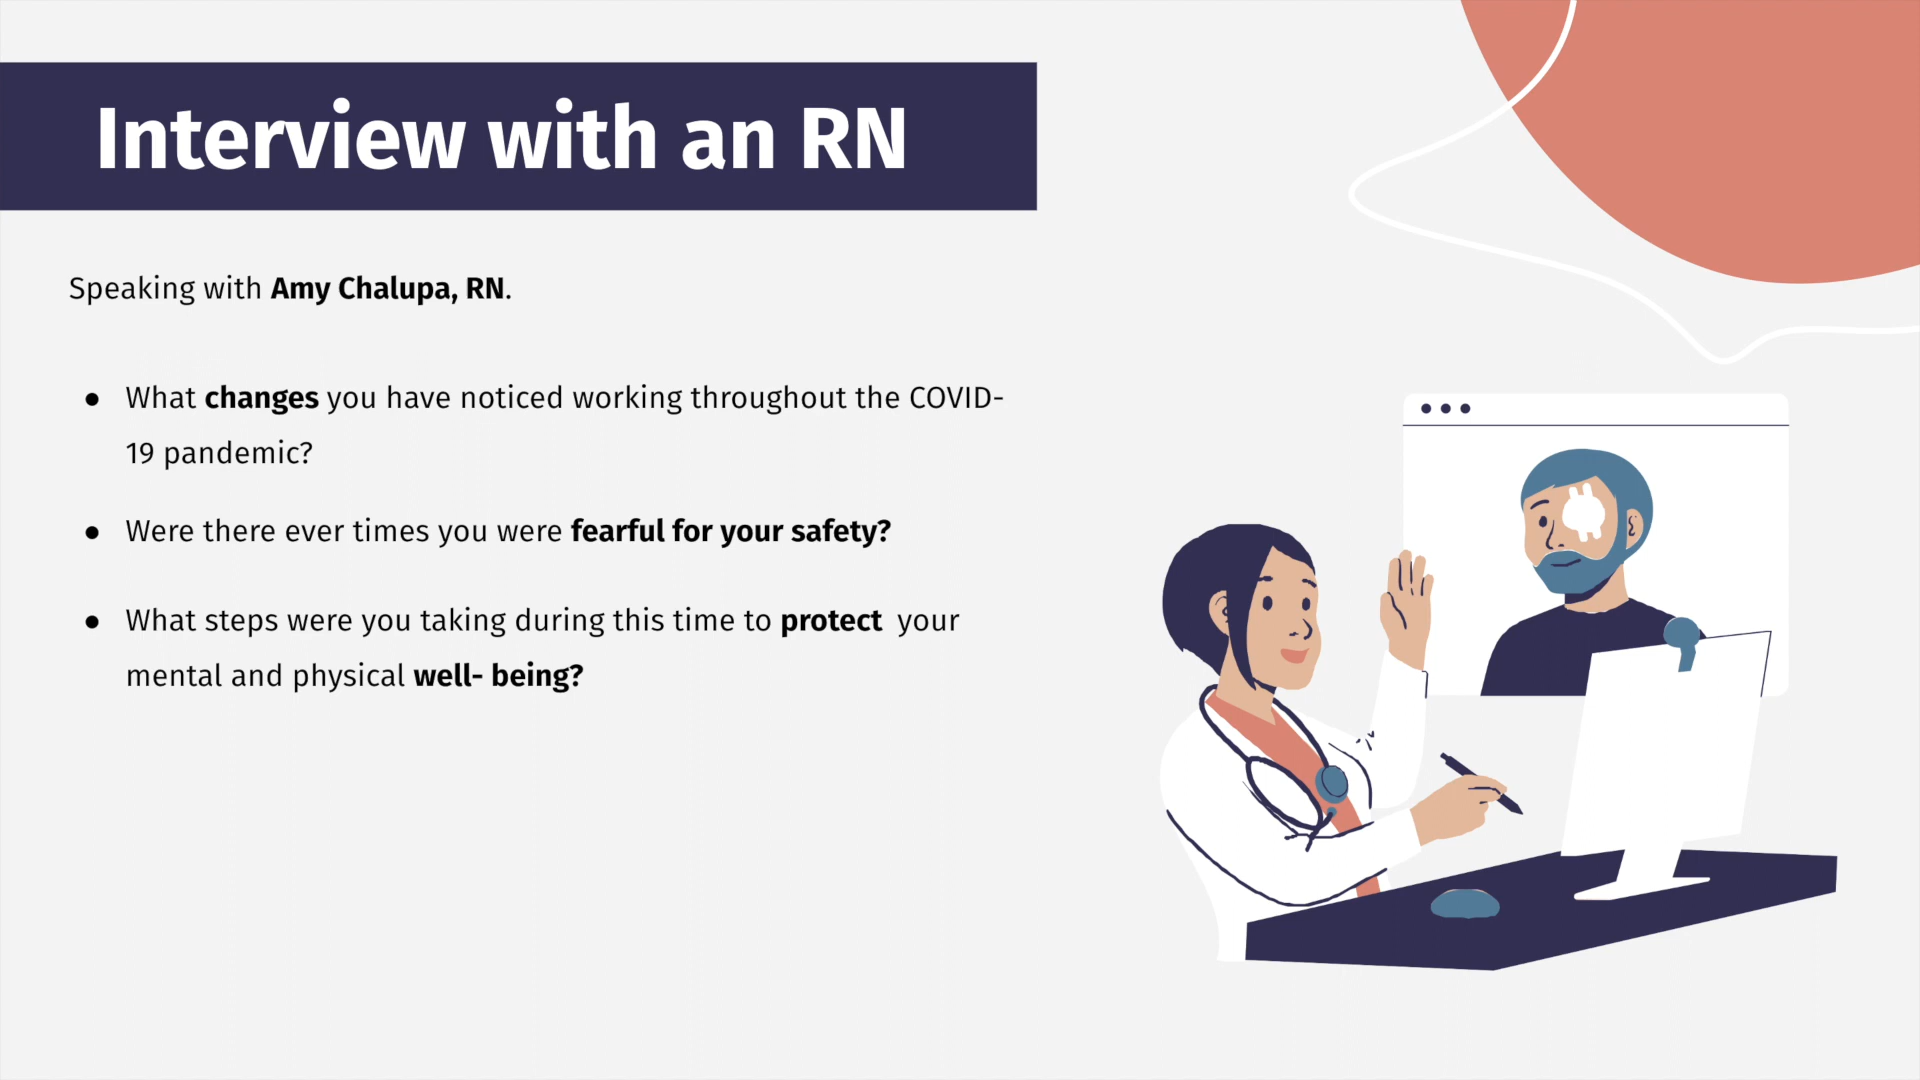 Interview with an RN
Speaking with Amy Chalupa, RN.
● What changes you have noticed working throughout the COVID-
19 pandemic?
● Were there ever times you were fearful for your safety?
● What steps were you taking during this time to protect  your
mental and physical well- being?